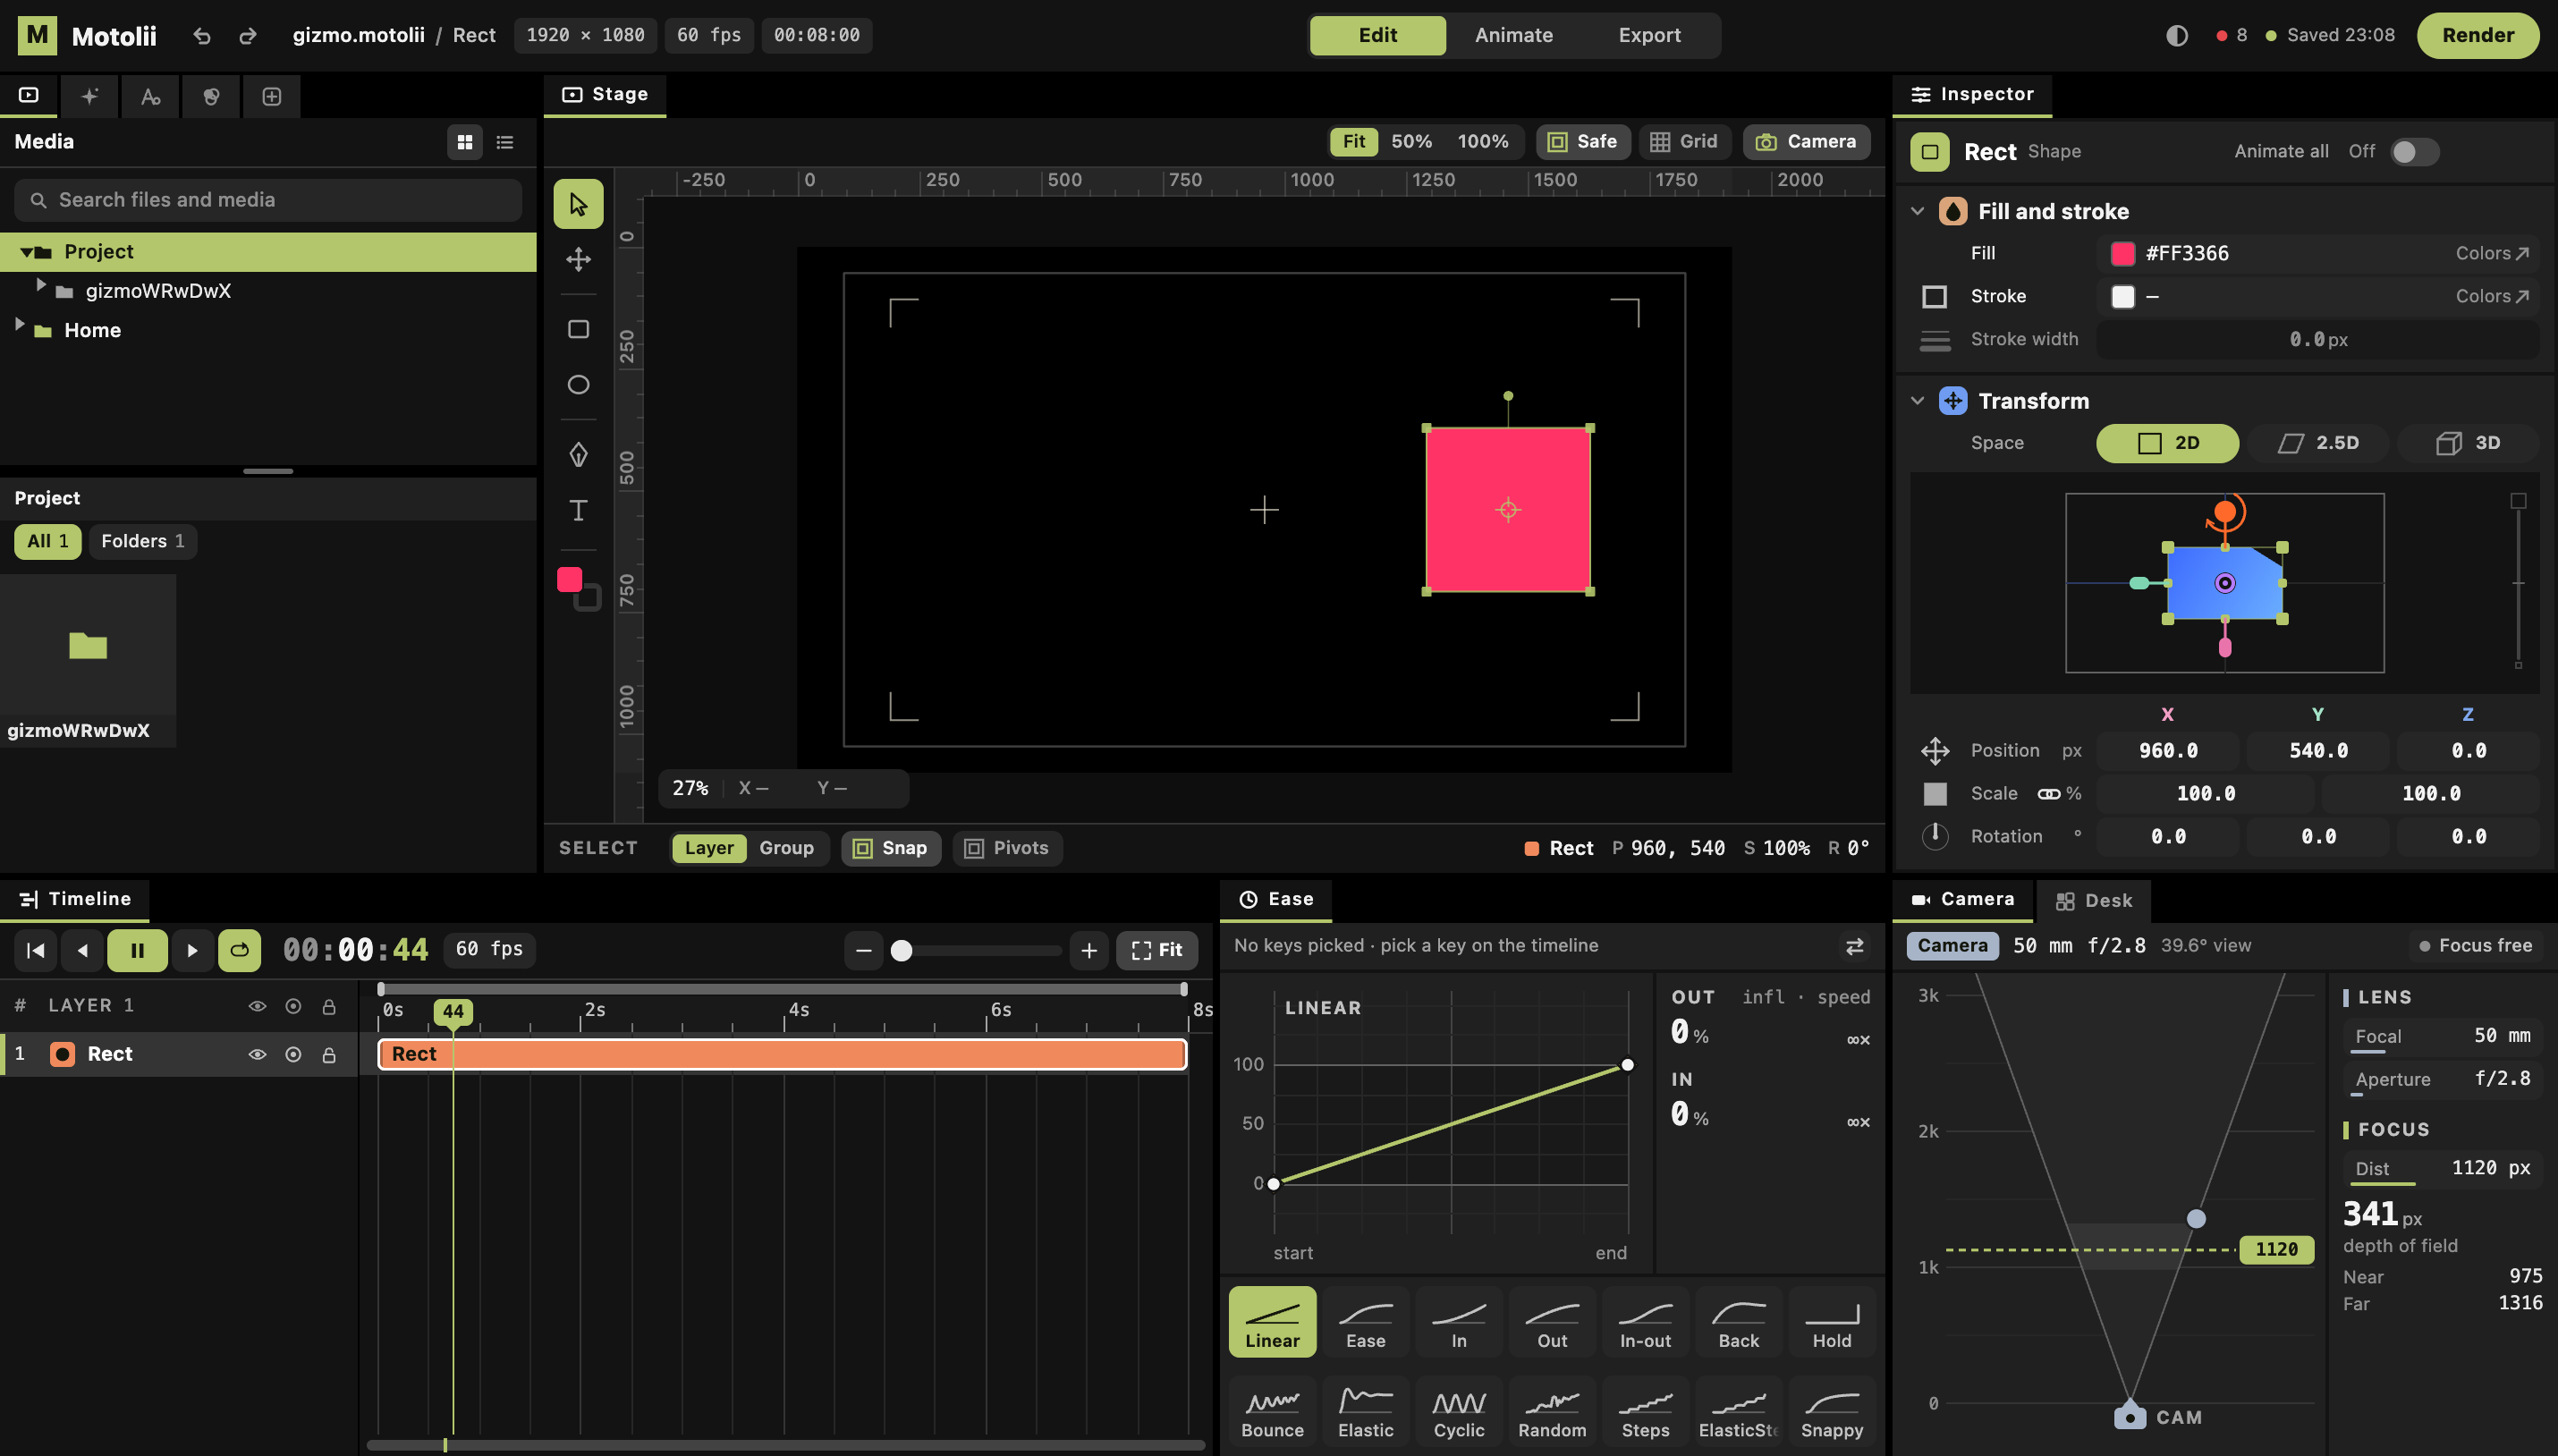 M Motolii gizmo.motolii / Rect 1920 × 1080 60 fps 00:08:00 Edit Animate Export 8 Saved 23:08 Render
Stage
Inspector
Media
Search files and media
Project
gizmoWRwDwX
Home
Project
All 1 Folders 1
gizmoWRwDwX
Fit 50% 100% Safe Grid Camera
-250 0 250 500 750 1000 1250 1500 1750 2000
0
250
500
750
1000
T
27% X – Y –
SELECT Layer Group Snap Pivots Rect P 960, 540 S 100% R 0°
Rect Shape Animate all Off
Fill and stroke
Fill #FF3366 Colors
Stroke – Colors
Stroke width 0.0px
Transform
Space 2D 2.5D 3D
X Y Z
Position px 960.0 540.0 0.0
Scale % 100.0 100.0
Rotation ° 0.0 0.0 0.0
Timeline
00:00:44 60 fps Fit
# LAYER 1
0s 44 2s 4s 6s 8s
1 Rect Rect
Ease
No keys picked · pick a key on the timeline
LINEAR
100
50
0
start end
OUT infl · speed
0 % ∞×
IN
0 % ∞×
Linear Ease In Out In-out Back Hold
Bounce Elastic Cyclic Random Steps ElasticSte Snappy
Camera Desk
Camera 50 mm f/2.8 39.6° view Focus free
3k
2k
1k
0
1120
CAM
LENS
Focal 50 mm
Aperture f/2.8
FOCUS
Dist 1120 px
341 px
depth of field
Near 975
Far 1316